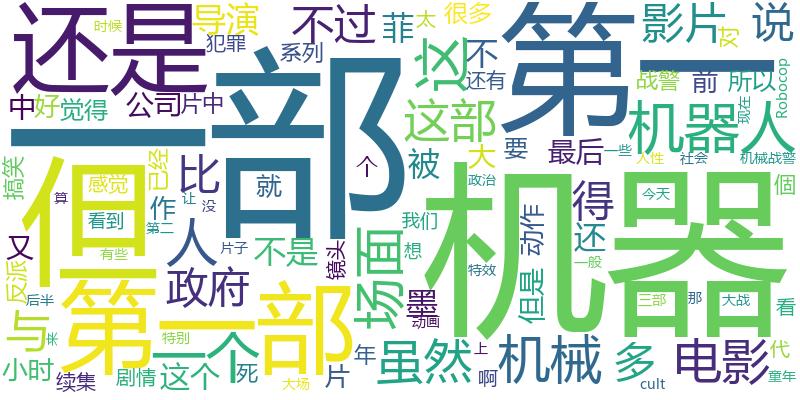 时候
导演
不过
菲
太
很多
影片
对
说
还是
犯罪
系列
不
这
第一
还有
战警
前
所以
Robocop
中
好
觉得
公司
片中
一部
这部
现在
机器人
搞笑
但
感觉
已经
比
就
个
被
大
要
最后
一些
人性
社会
机械战警
算
让
没
政治
得
今天
個
看到
作
第二
我们
机器
又
人
有些
片子
不是
镜头
想
场面
动作
还
反派
后半
政府
墨
特效
但是
一般
三部
那
大战
看
与
来
第一部
特别
动画
小时
续集
剧情
一个
这个
死
大场
年
片
虽然
上
啊
机械
多
cult
电影
代
童年